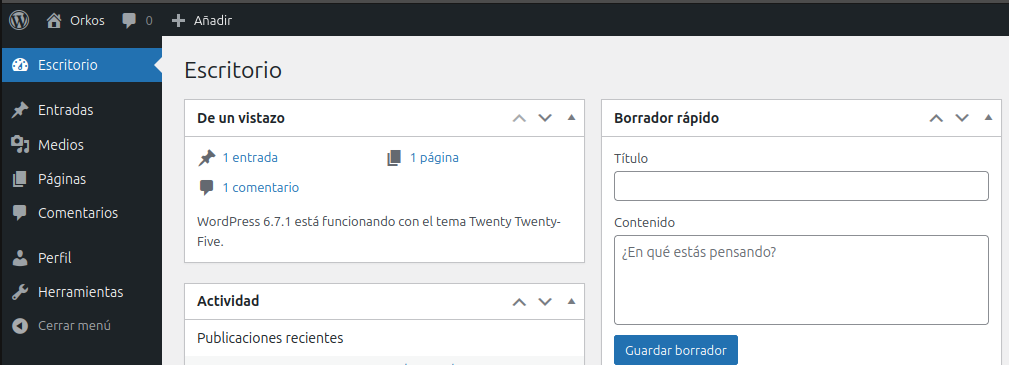 Orkos
0
Añadir
Escritorio
Entradas
Medios
Páginas
Comentarios
Perfil
Herramientas
Cerrar menú
Escritorio
De un vistazo
1 entrada
1 página
1 comentario
WordPress 6.7.1 está funcionando con el tema Twenty Twenty-
Five.
Actividad
Publicaciones recientes
Borrador rápido
Título
Contenido
¿En qué estás pensando?
Guardar borrador